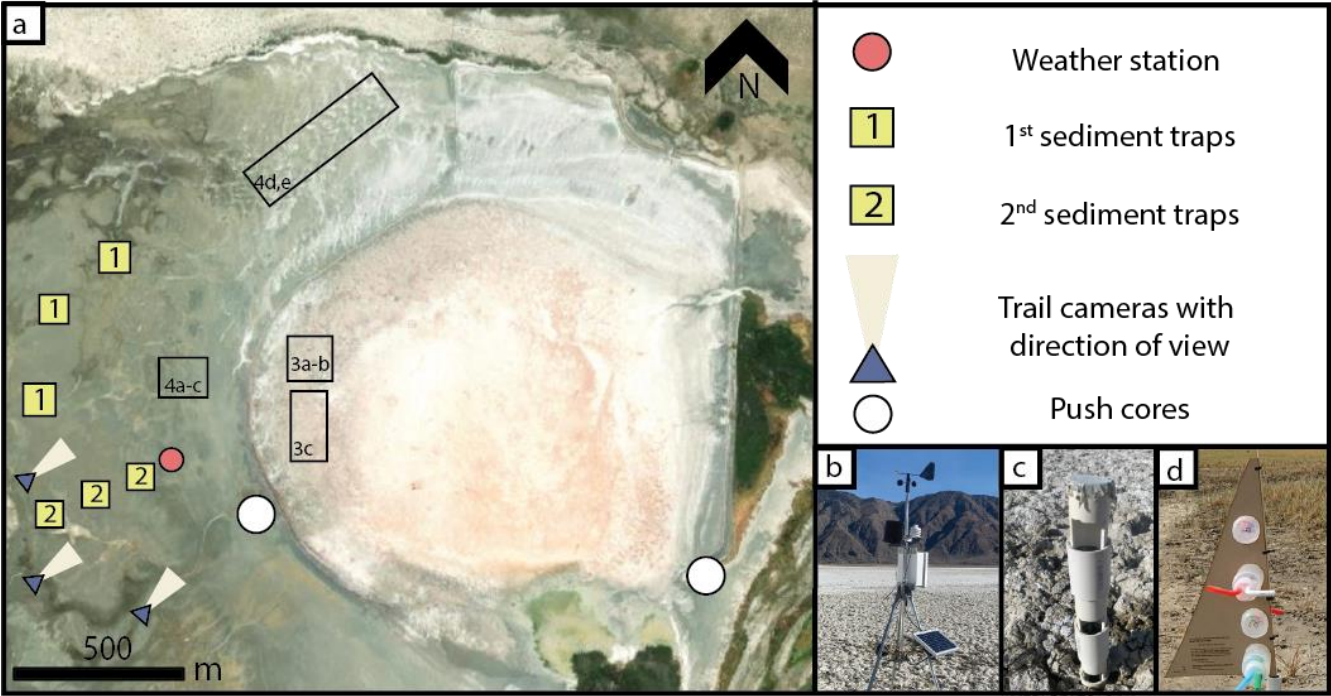 a
N
4d,e
1
1
3a-b
4a-c
1
3c
2
2
2
500
m
Weather station
1
1st sediment traps
2
2nd sediment traps
Trail cameras with
direction of view
Push cores
b
c
d